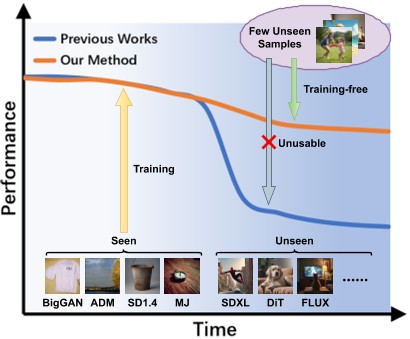 Previous Works
Our Method
Few Unseen
Samples
Training-free
Unusable
Training
Performance
Seen
Unseen
BigGAN ADM SD1.4 MJ SDXL DiT FLUX ······
Time